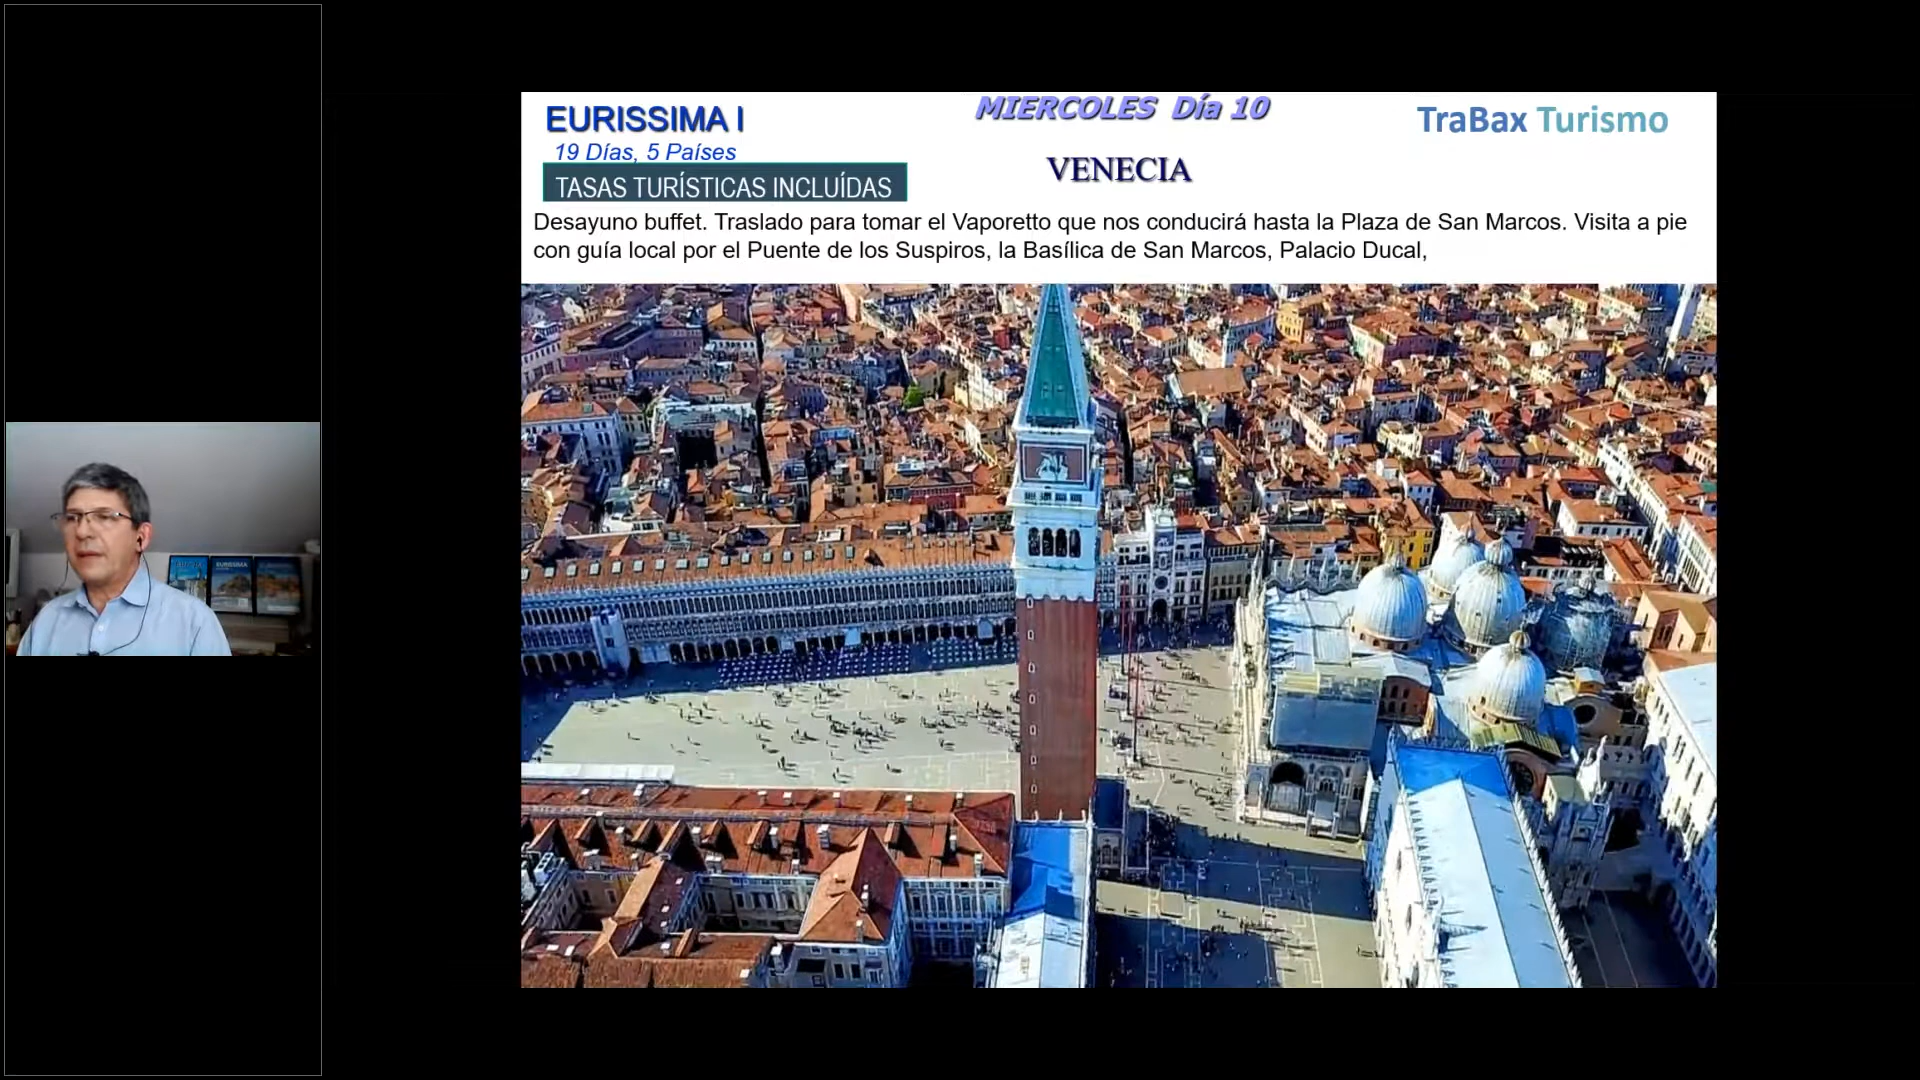 EURISSIMA I
19 Días, 5 Países
TASAS TURÍSTICAS INCLUÍDAS
MIERCOLES Día 10
VENECIA
TraBax Turismo
Desayuno buffet. Traslado para tomar el Vaporetto que nos conducirá hasta la Plaza de San Marcos. Visita a pie
con guía local por el Puente de los Suspiros, la Basílica de San Marcos, Palacio Ducal,
EURISSIMA